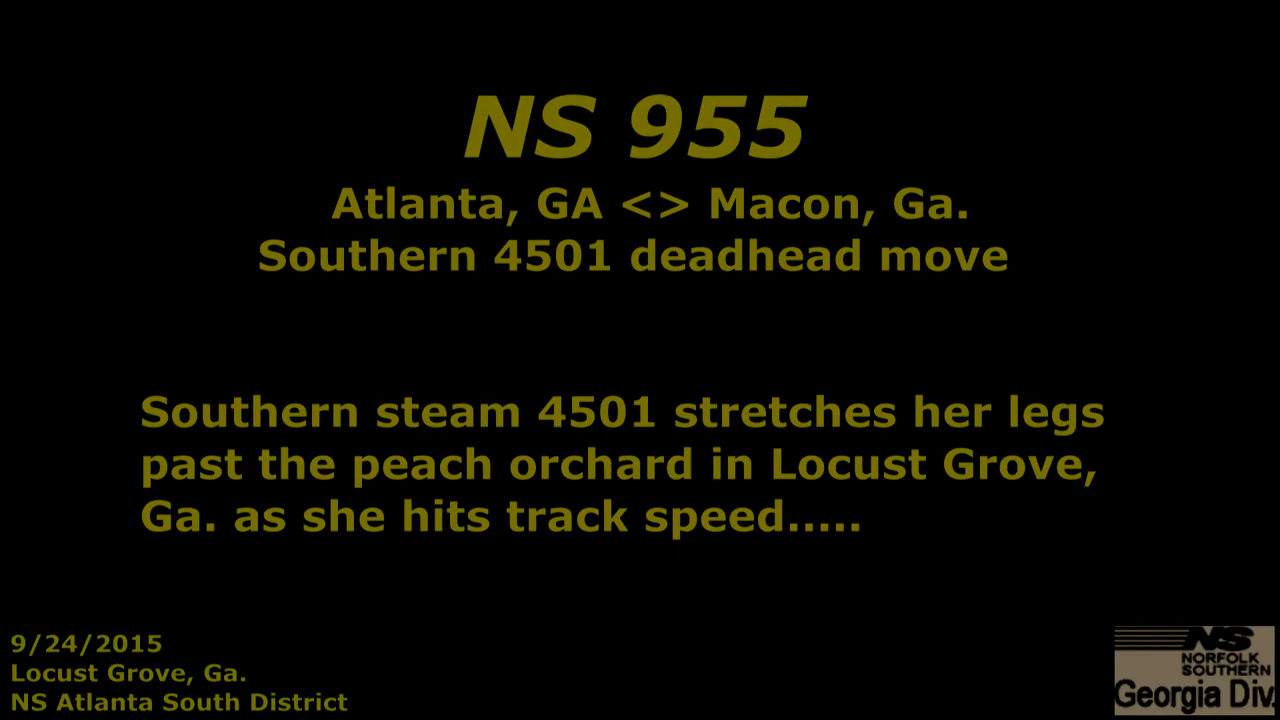 NS 955
Atlanta, GA <> Macon, Ga.
Southern 4501 deadhead move
Southern steam 4501 stretches her legs
past the peach orchard in Locust Grove,
Ga. as she hits track speed.....
9/24/2015
Locust Grove, Ga.
NS Atlanta South District
NS
NORFOLK
SOUTHERN
Georgia Div.